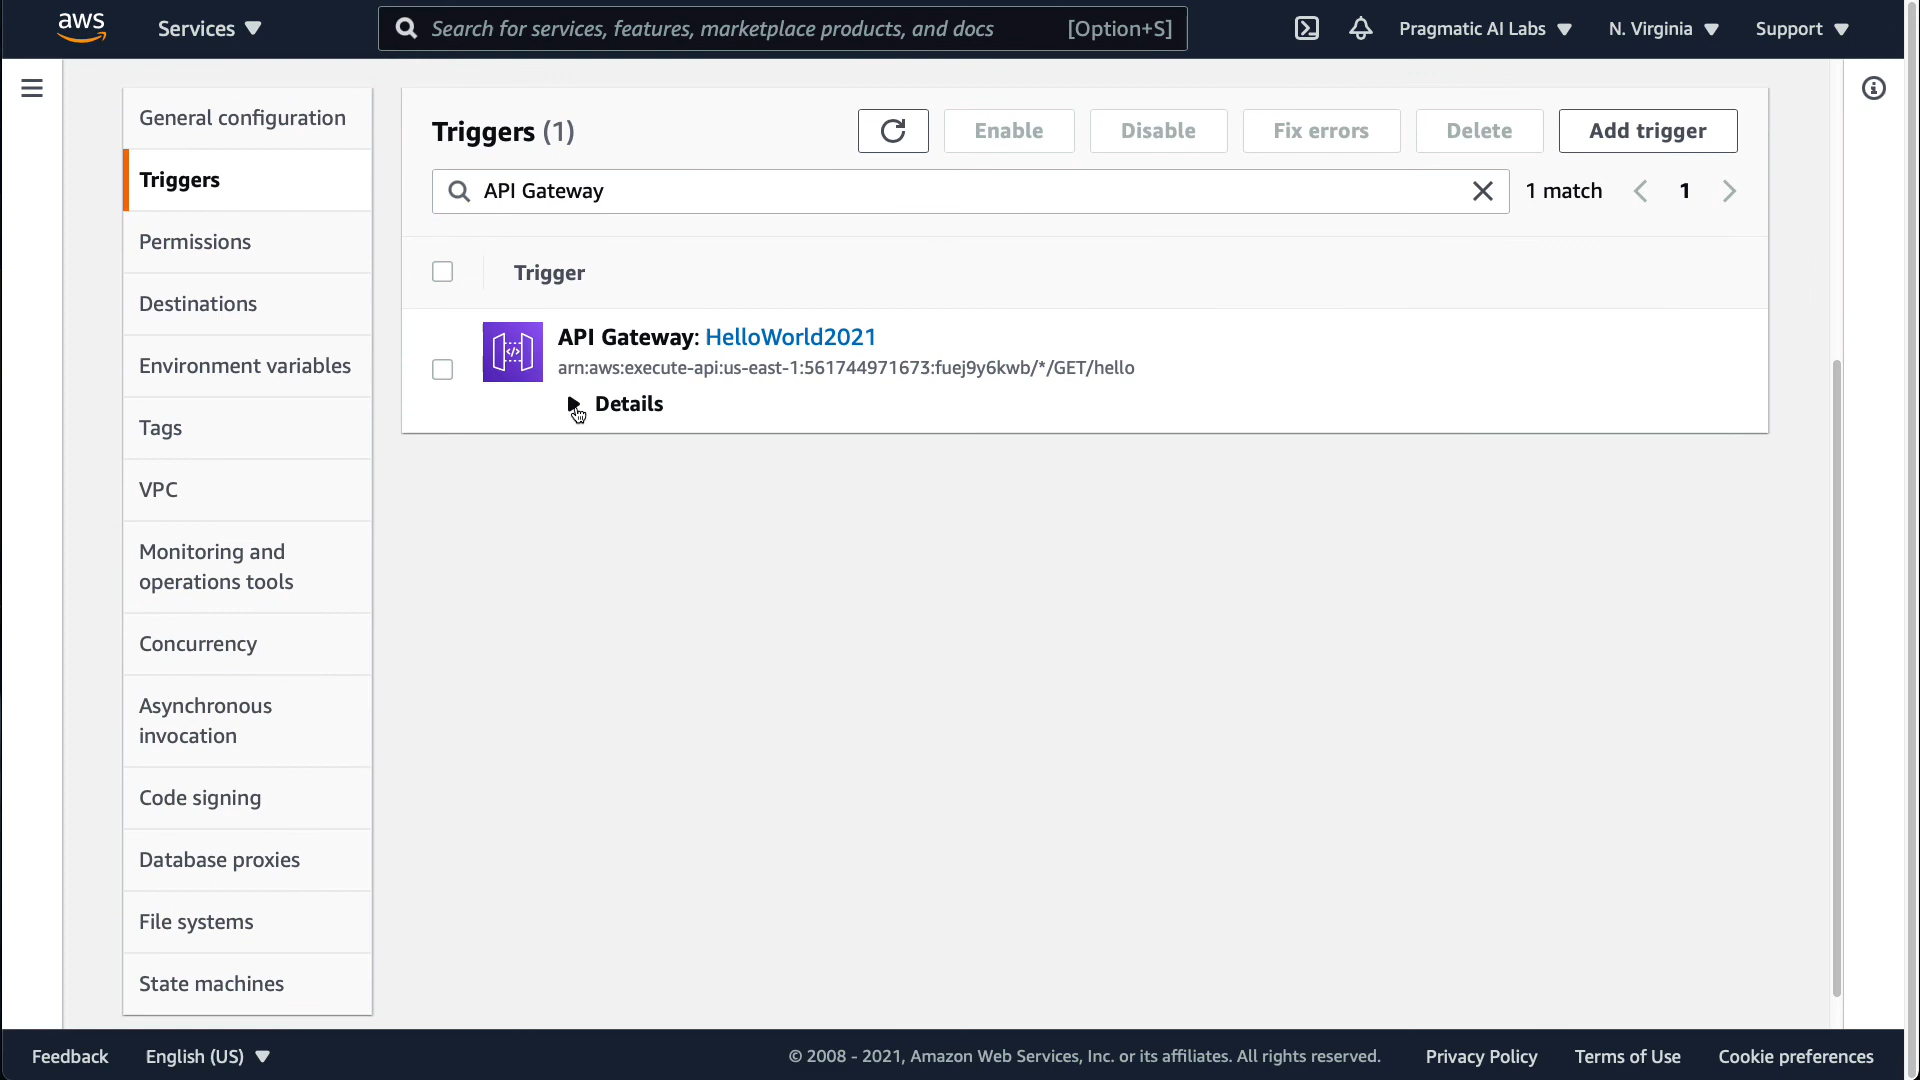 aws
Services
Search for services, features, marketplace products, and docs
[Option+S]
Pragmatic AI Labs
N. Virginia
Support
General configuration
Triggers
Permissions
Destinations
Environment variables
Tags
VPC
Monitoring and
operations tools
Concurrency
Asynchronous
invocation
Code signing
Database proxies
File systems
State machines
Triggers (1)
Enable
Disable
Fix errors
Delete
Add trigger
API Gateway
1 match
1
Trigger
API Gateway: HelloWorld2021
arn:aws:execute-api:us-east-1:561744971673:fuej9y6kwb/*/GET/hello
Details
Feedback
English (US)
© 2008 - 2021, Amazon Web Services, Inc. or its affiliates. All rights reserved.
Privacy Policy
Terms of Use
Cookie preferences